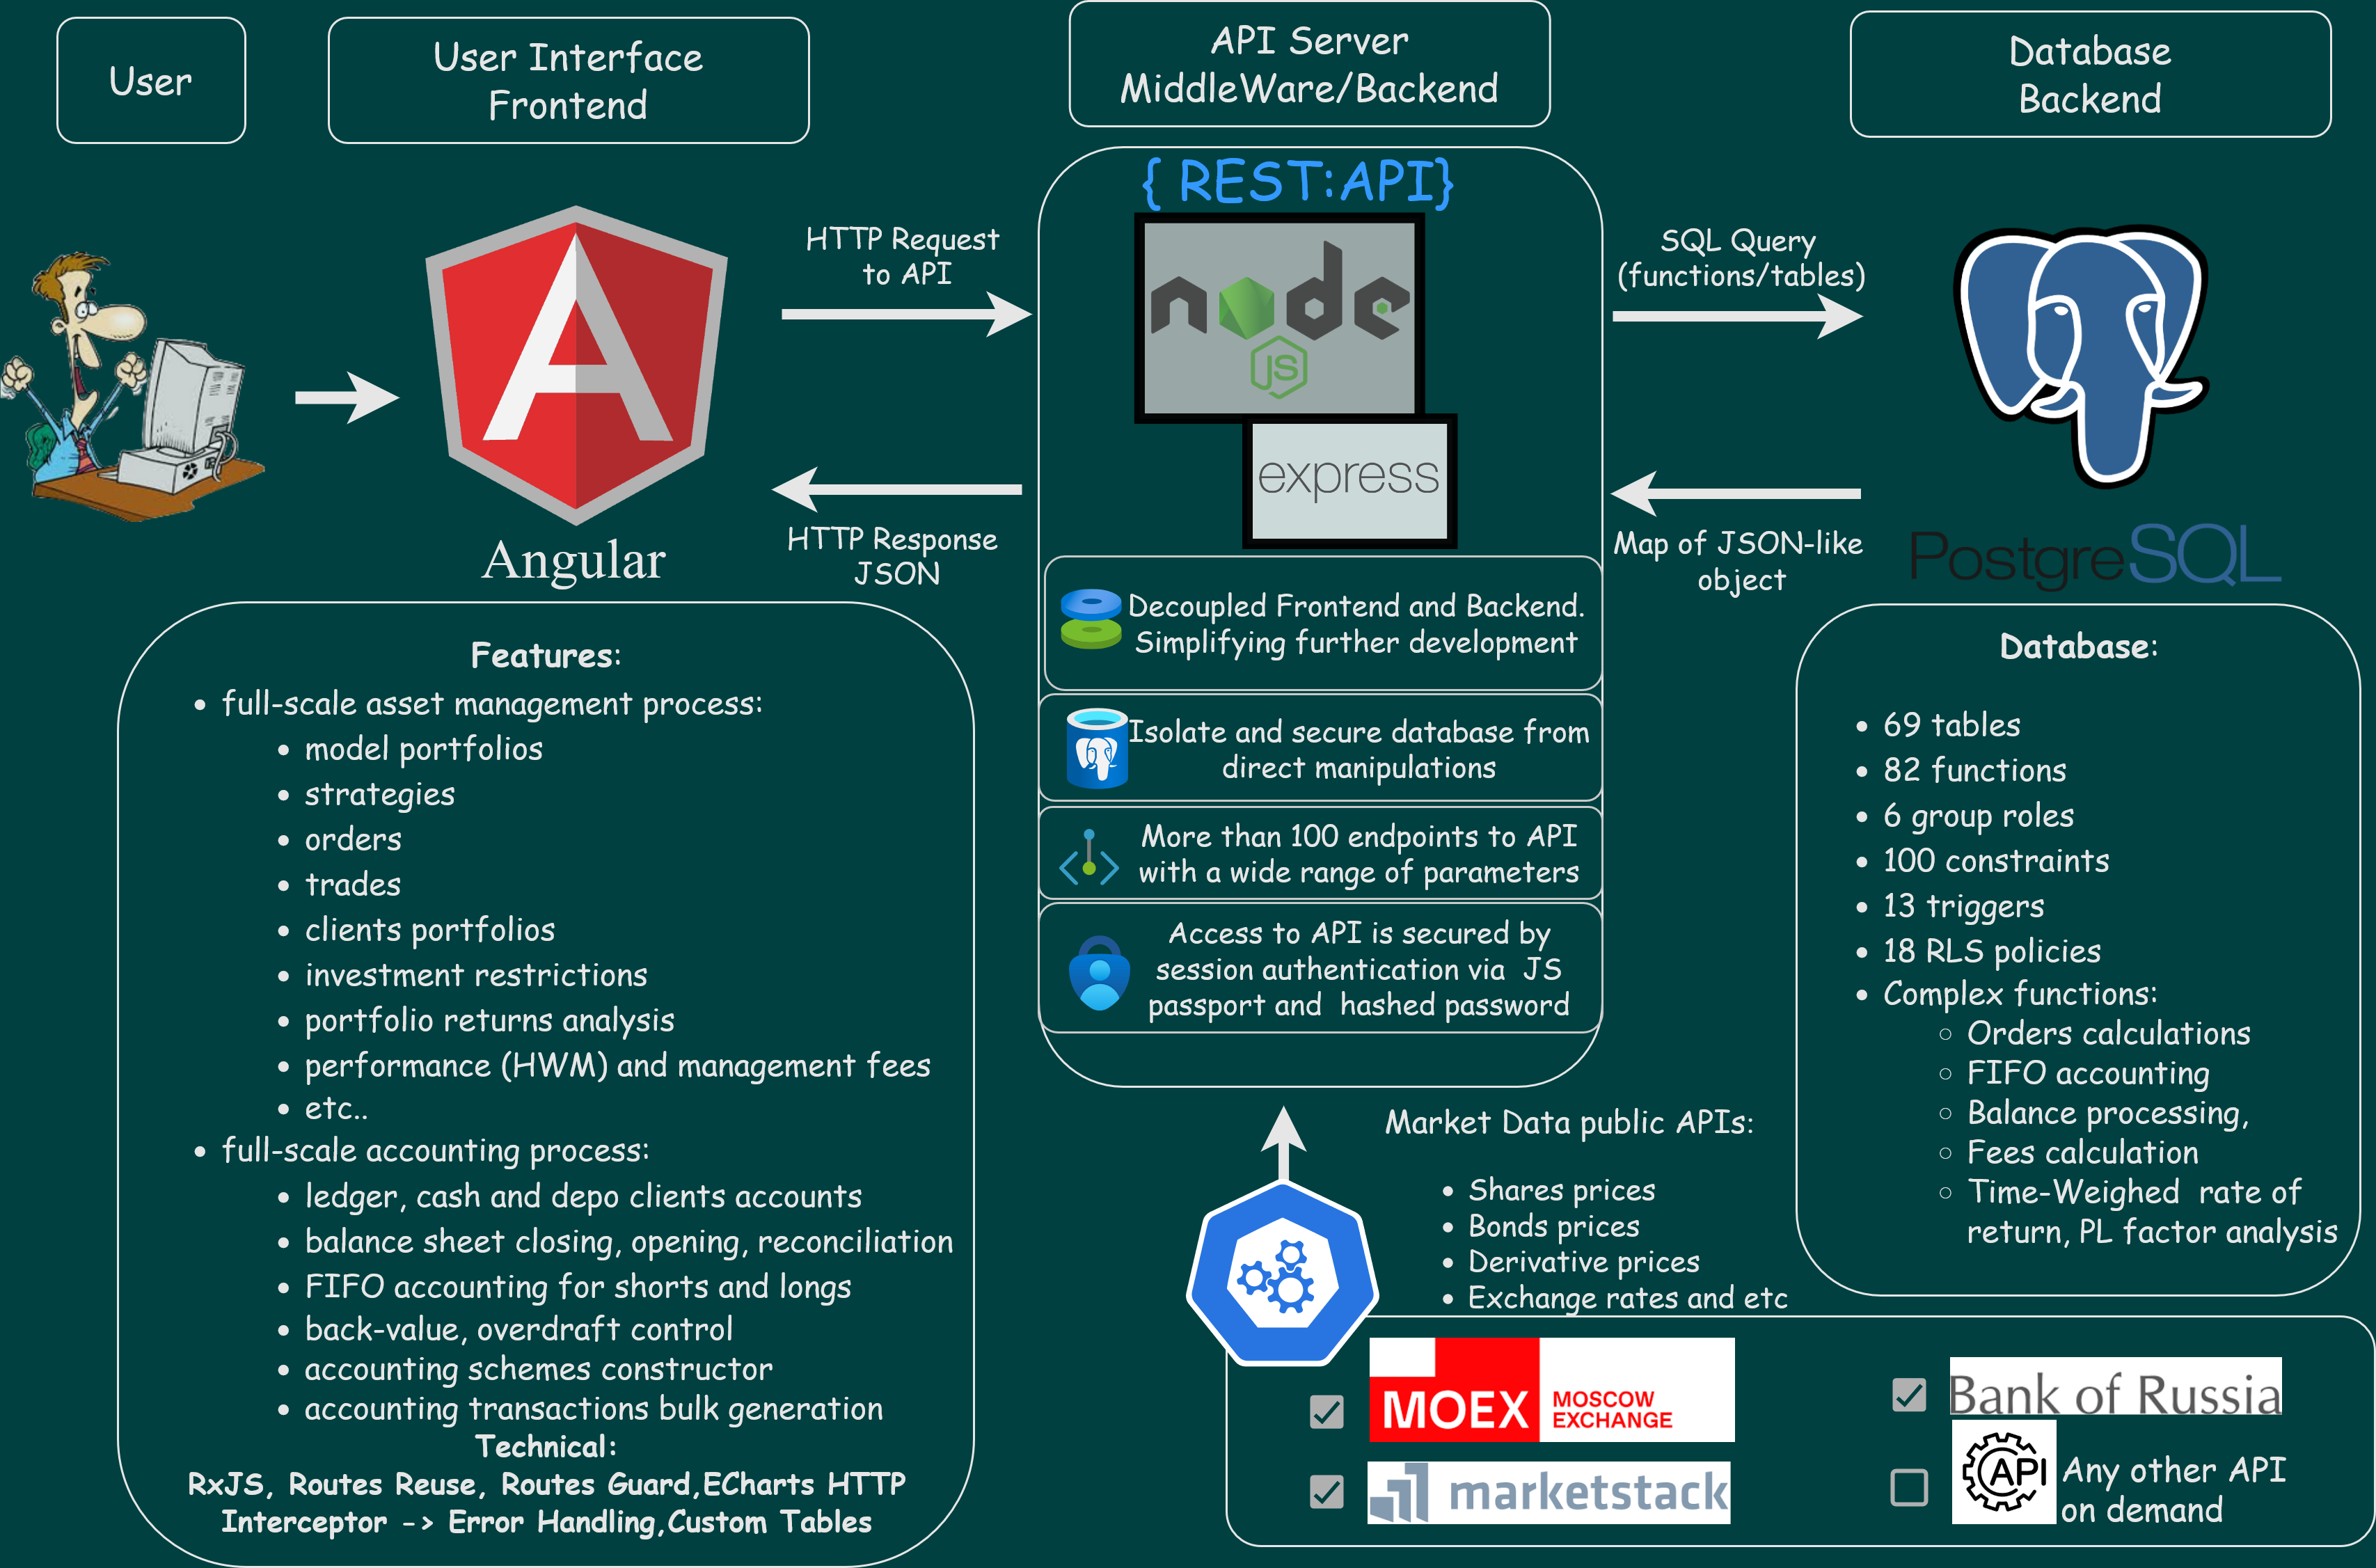 User
User Interface
Frontend
API Server
MiddleWare/Backend
Database
Backend
{ REST:API}
HTTP Request
to API
node
JS
express
SQL Query
(functions/tables)
HTTP Response
JSON
Map of JSON-like
object
Angular
PostgreSQL
Features:
• full-scale asset management process:
• model portfolios
• strategies
• orders
• trades
• clients portfolios
• investment restrictions
• portfolio returns analysis
• performance (HWM) and management fees
• etc..
• full-scale accounting process:
• ledger, cash and depo clients accounts
• balance sheet closing, opening, reconciliation
• FIFO accounting for shorts and longs
• back-value, overdraft control
• accounting schemes constructor
• accounting transactions bulk generation
Technical:
RxJS, Routes Reuse, Routes Guard,ECharts HTTP
Interceptor -> Error Handling,Custom Tables
Decoupled Frontend and Backend.
Simplifying further development
Isolate and secure database from
direct manipulations
More than 100 endpoints to API
with a wide range of parameters
Access to API is secured by
session authentication via JS
passport and hashed password
Database:
• 69 tables
• 82 functions
• 6 group roles
• 100 constraints
• 13 triggers
• 18 RLS policies
• Complex functions:
○ Orders calculations
○ FIFO accounting
○ Balance processing,
○ Fees calculation
○ Time-Weighed rate of
return, PL factor analysis
Market Data public APIs:
• Shares prices
• Bonds prices
• Derivative prices
• Exchange rates and etc
MOEX
MOSCOW
EXCHANGE
Bank of Russia
marketstack
API
Any other API
on demand